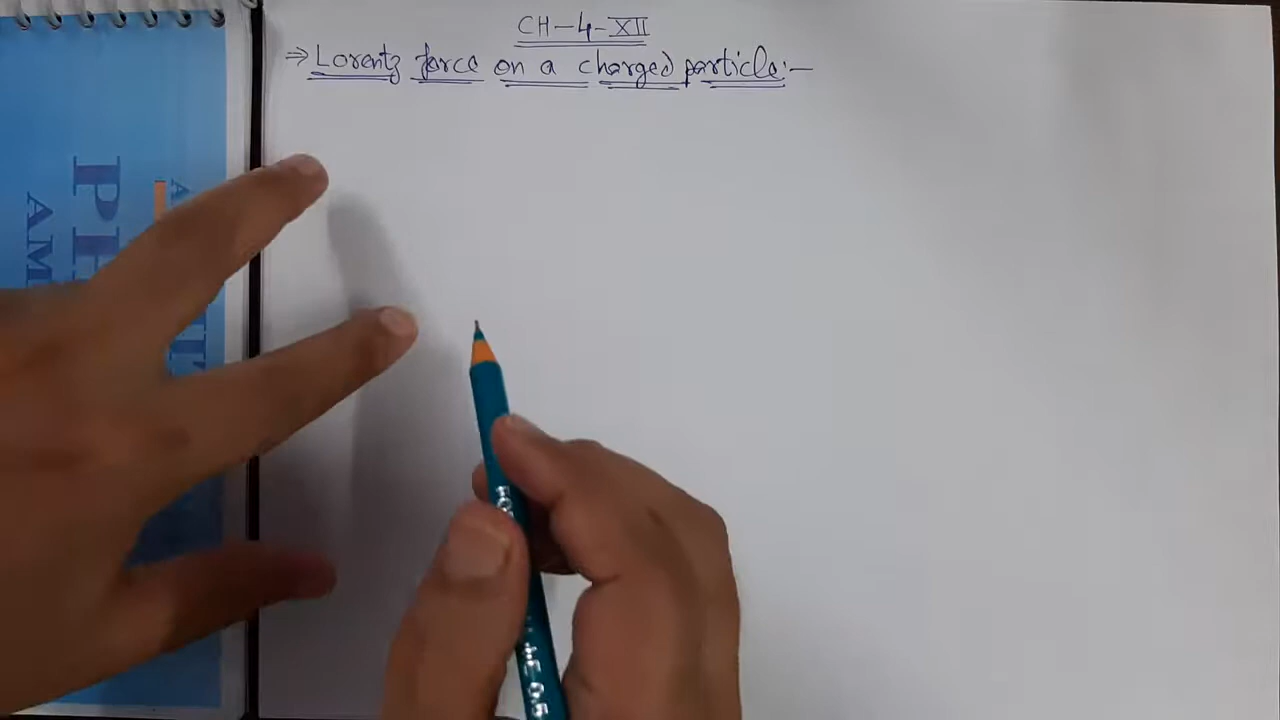 CH-4-XII
⇒ Lorentz force on a charged particle:-